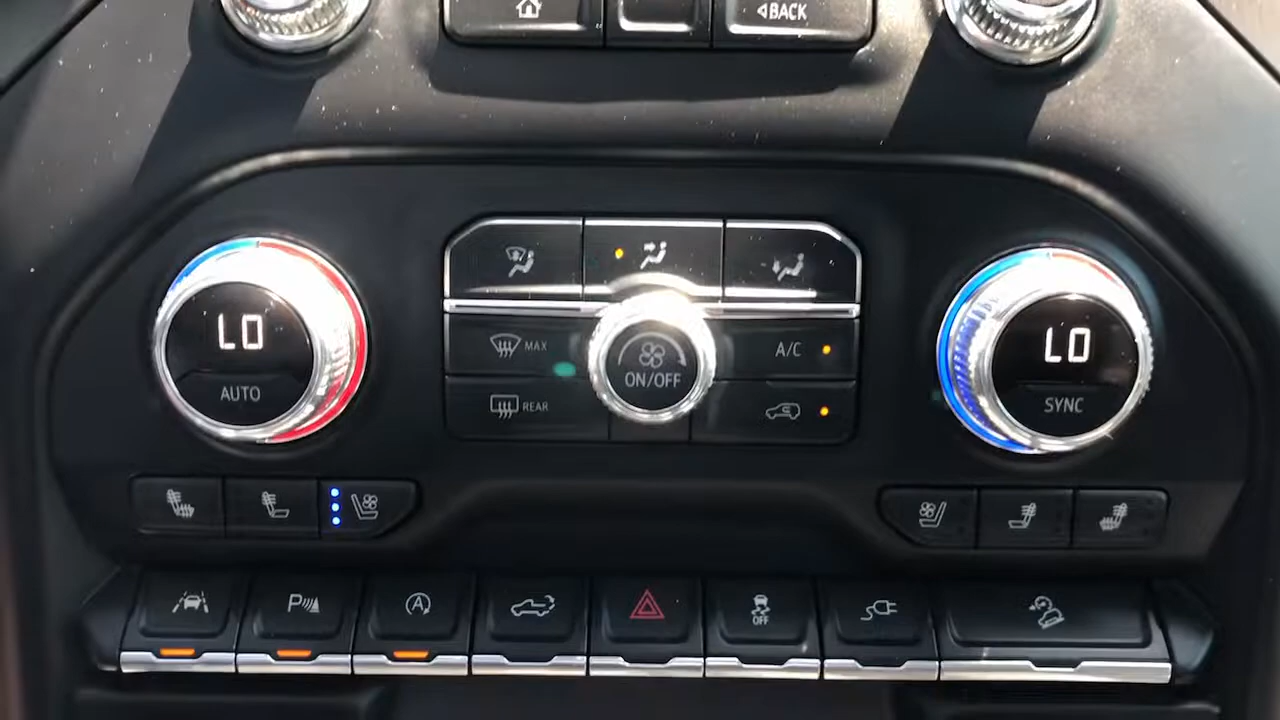 ◁BACK
LO
AUTO
MAX
REAR
ON/OFF
A/C
LO
SYNC
P
A
OFF